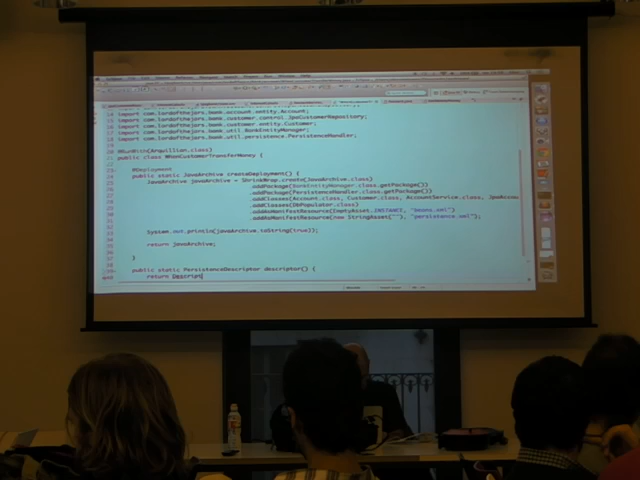 import com.lordofthejars.bank.account.entity.Account;
import com.lordofthejars.bank.customer.control.JpaCustomerRepository;
import com.lordofthejars.bank.customer.entity.Customer;
import com.lordofthejars.bank.util.BankEntityManager;
import com.lordofthejars.bank.util.persistence.PersistenceHandler;
@RunWith(Arquillian.class)
public class WhenCustomerTransferMoney {
@Deployment
public static JavaArchive createDeployment() {
JavaArchive javaArchive = ShrinkWrap.create(JavaArchive.class)
.addPackage(BankEntityManager.class.getPackage())
.addPackage(PersistenceHandler.class.getPackage())
.addClasses(Account.class, Customer.class, AccountService.class, JpaAccou
.addClasses(DbPopulator.class)
.addAsManifestResource(EmptyAsset.INSTANCE, "beans.xml")
.addAsManifestResource(new StringAsset(""), "persistence.xml");
System.out.println(javaArchive.toString(true));
return javaArchive;
}
public static PersistenceDescriptor descriptor() {
return Descript